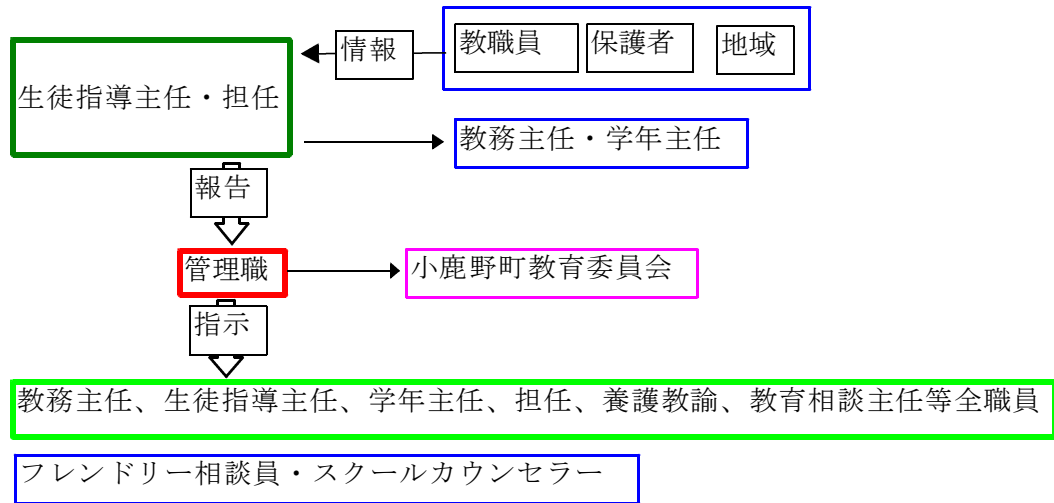 情報
教職員
保護者
地域
生徒指導主任・担任
教務主任・学年主任
報告
管理職
小鹿野町教育委員会
指示
教務主任、生徒指導主任、学年主任、担任、養護教諭、教育相談主任等全職員
フレンドリー相談員・スクールカウンセラー